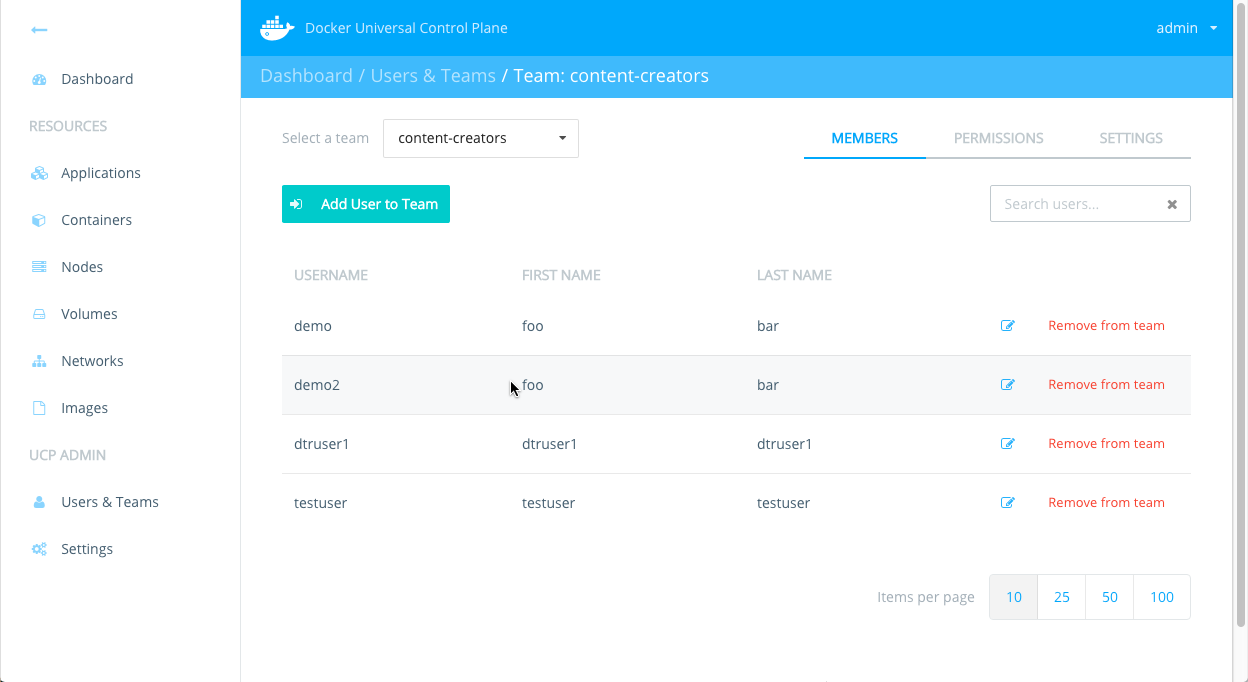 Docker Universal Control Plane
admin
Dashboard / Users & Teams / Team: content-creators
Dashboard
RESOURCES
Applications
Containers
Nodes
Volumes
Networks
Images
UCP ADMIN
Users & Teams
Settings
Select a team content-creators
MEMBERS PERMISSIONS SETTINGS
Add User to Team
Search users...
USERNAME FIRST NAME LAST NAME
demo foo bar Remove from team
demo2 foo bar Remove from team
dtruser1 dtruser1 dtruser1 Remove from team
testuser testuser testuser Remove from team
Items per page 10 25 50 100